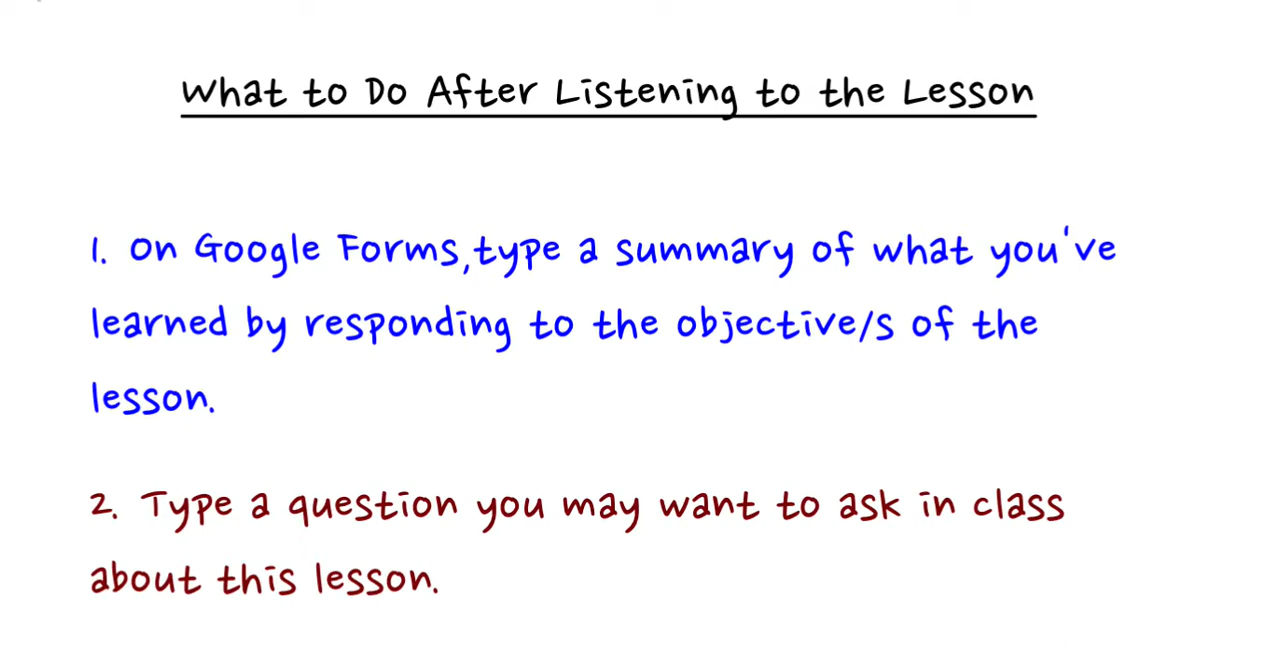 What to Do After Listening to the Lesson
1. On Google Forms, type a summary of what you've
learned by responding to the objective/s of the
lesson.
2. Type a question you may want to ask in class
about this lesson.